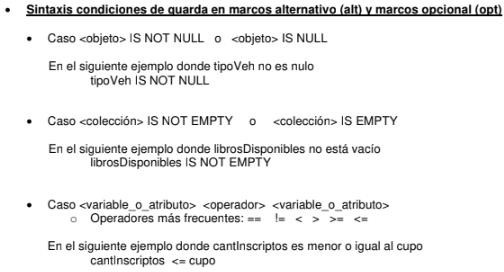 • Sintaxis condiciones de guarda en marcos alternativo (alt) y marcos opcional (opt)
• Caso <objeto> IS NOT NULL o <objeto> IS NULL
En el siguiente ejemplo donde tipoVeh no es nulo
tipoVeh IS NOT NULL
• Caso <colección> IS NOT EMPTY o <colección> IS EMPTY
En el siguiente ejemplo donde librosDisponibles no está vacío
librosDisponibles IS NOT EMPTY
• Caso <variable_o_atributo> <operador> <variable_o_atributo>
○ Operadores más frecuentes: == != < > >= <=
En el siguiente ejemplo donde cantInscriptos es menor o igual al cupo
cantInscriptos <= cupo